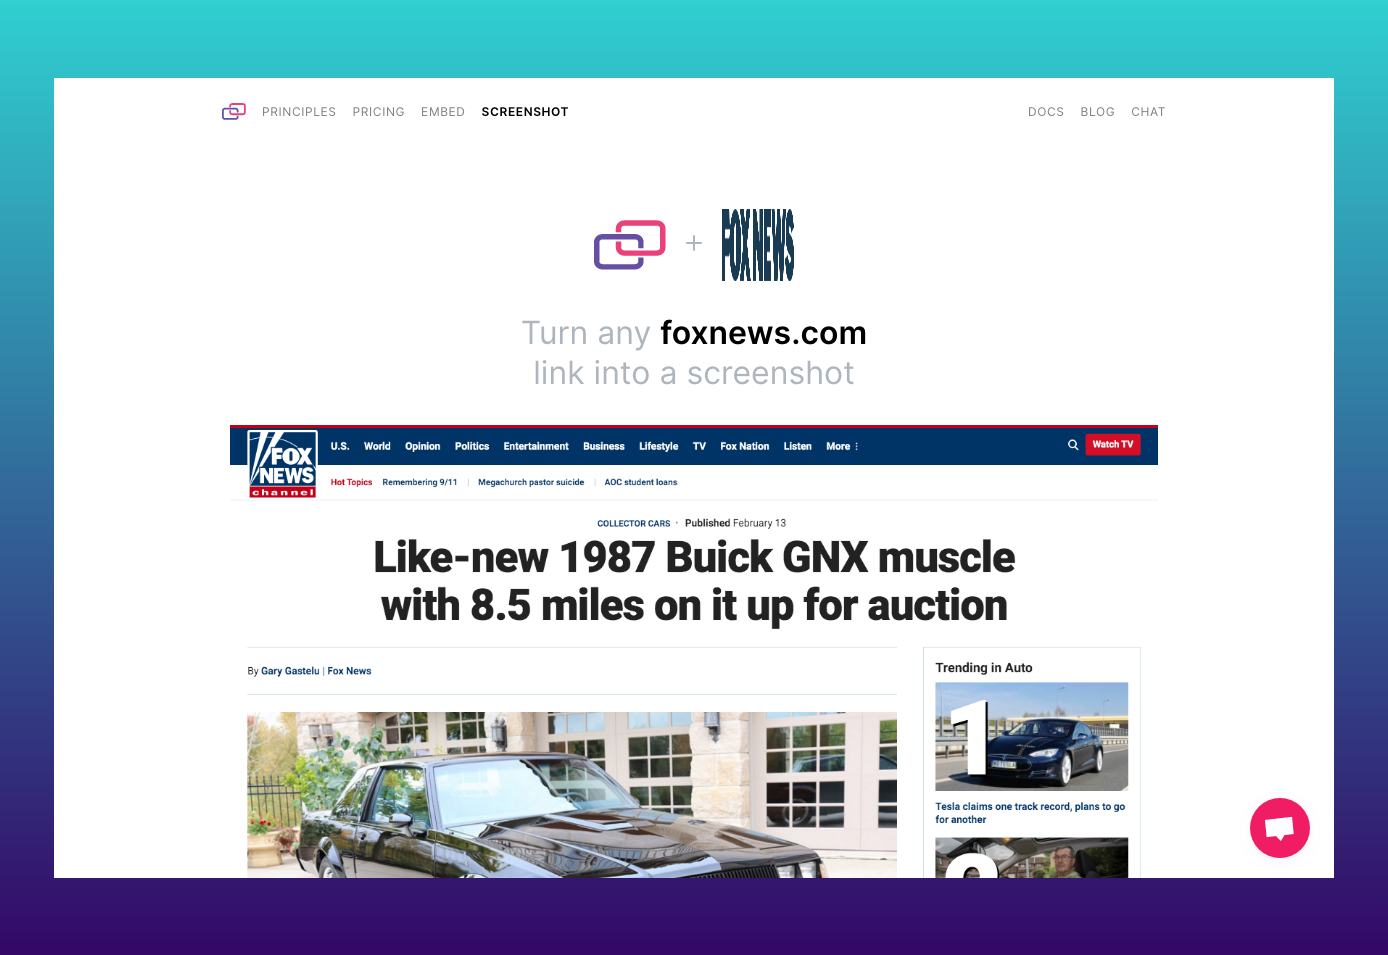 PRINCIPLES PRICING EMBED SCREENSHOT DOCS BLOG CHAT
+ FOX NEWS
Turn any foxnews.com
link into a screenshot
FOX
NEWS
channel
U.S. World Opinion Politics Entertainment Business Lifestyle TV Fox Nation Listen More Watch TV
Hot Topics Remembering 9/11 Megachurch pastor suicide AOC student loans
COLLECTOR CARS · Published February 13
Like-new 1987 Buick GNX muscle
with 8.5 miles on it up for auction
By Gary Gastelu | Fox News
Trending in Auto
1
Tesla claims one track record, plans to go
for another